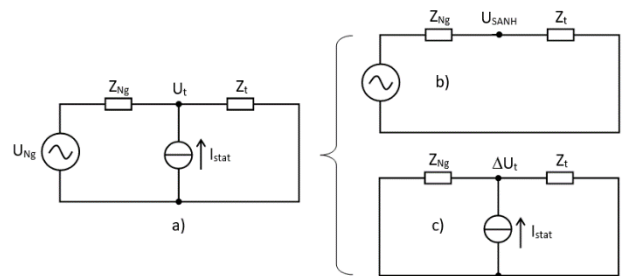 Z_Ng U_t Z_t
U_Ng
I_stat
a)
Z_Ng U_SANH Z_t
b)
Z_Ng ΔU_t Z_t
c) I_stat